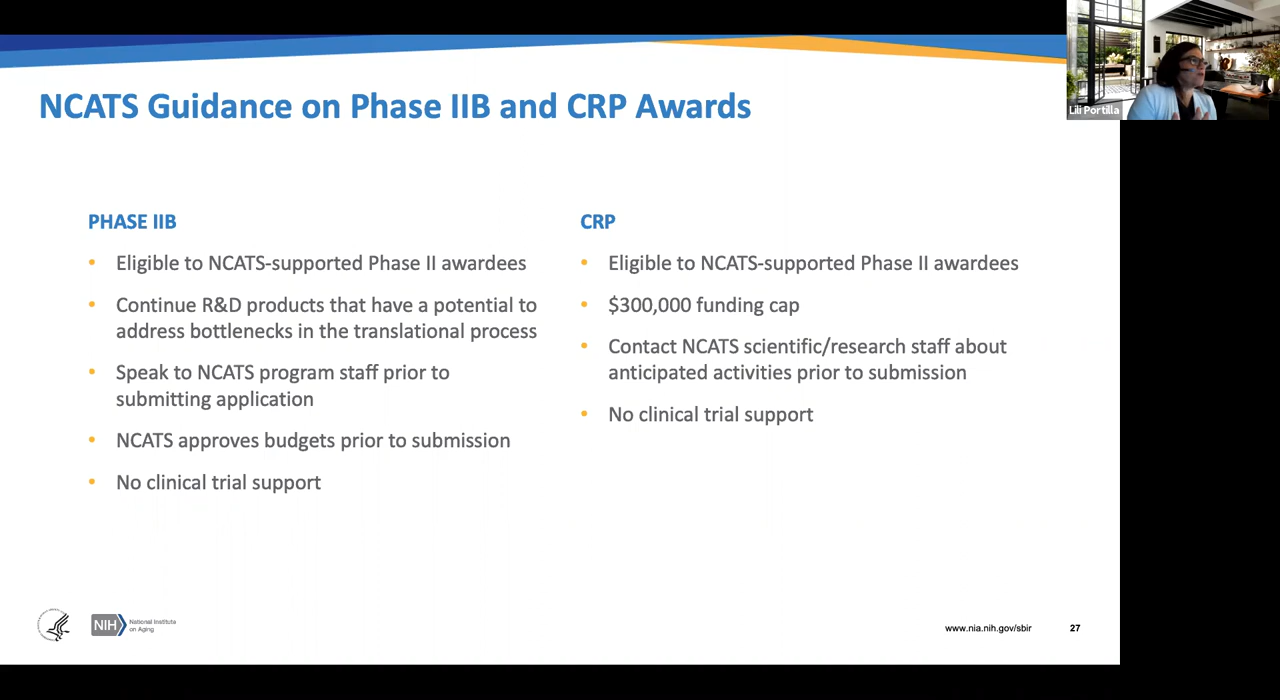 Lili Portilla
NCATS Guidance on Phase IIB and CRP Awards
PHASE IIB
• Eligible to NCATS-supported Phase II awardees
• Continue R&D products that have a potential to
address bottlenecks in the translational process
• Speak to NCATS program staff prior to
submitting application
• NCATS approves budgets prior to submission
• No clinical trial support
CRP
• Eligible to NCATS-supported Phase II awardees
• $300,000 funding cap
• Contact NCATS scientific/research staff about
anticipated activities prior to submission
• No clinical trial support
NIH
National Institute
on Aging
www.nia.nih.gov/sbir
27